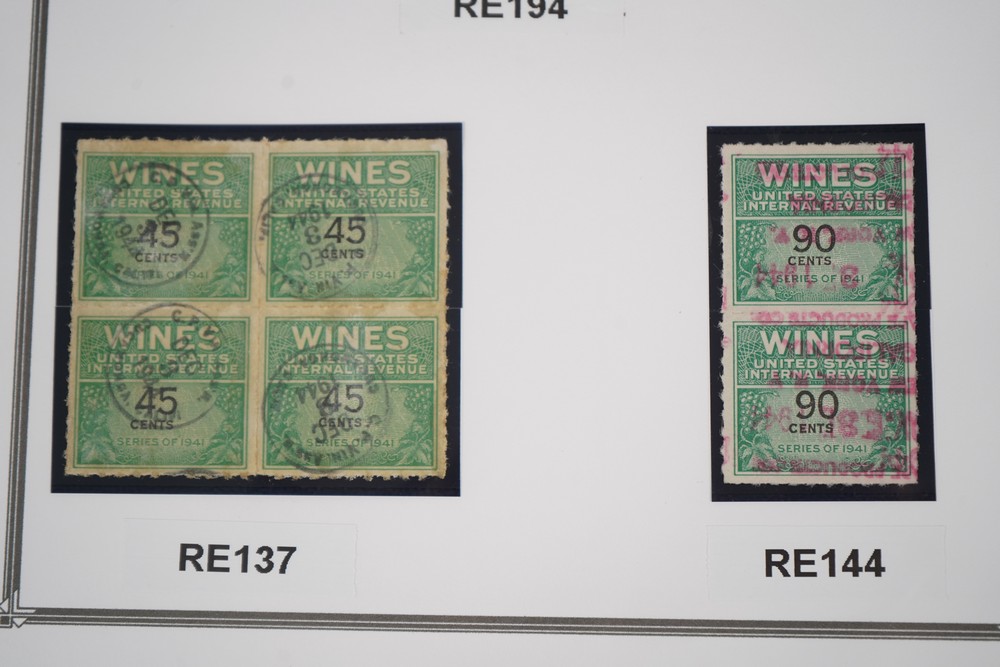 RE194
WINES
UNITED STATES
INTERNAL REVENUE
45
CENTS
SERIES OF 1941
WINES
UNITED STATES
INTERNAL REVENUE
45
CENTS
SERIES OF 1941
1944
DEC
WINES
UNITED STATES
INTERNAL REVENUE
45
CENTS
SERIES OF 1941
WINES
UNITED STATES
INTERNAL REVENUE
45
CENTS
SERIES OF 1941
DEC
RE137
WINES
UNITED STATES
INTERNAL REVENUE
90
CENTS
SERIES OF 1941
WINES
UNITED STATES
INTERNAL REVENUE
90
CENTS
SERIES OF 1941
RE144